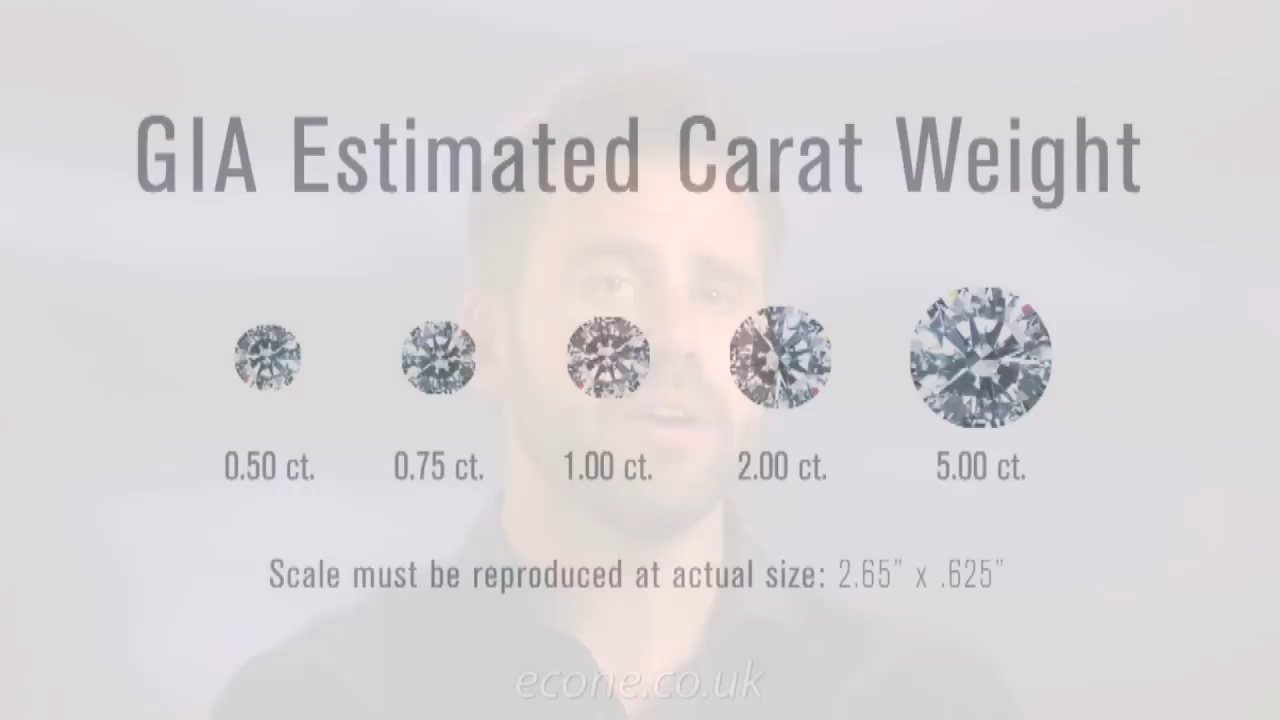 GIA Estimated Carat Weight
0.50 ct. 0.75 ct. 1.00 ct. 2.00 ct. 5.00 ct.
Scale must be reproduced at actual size: 2.65” x .625”
econe.co.uk